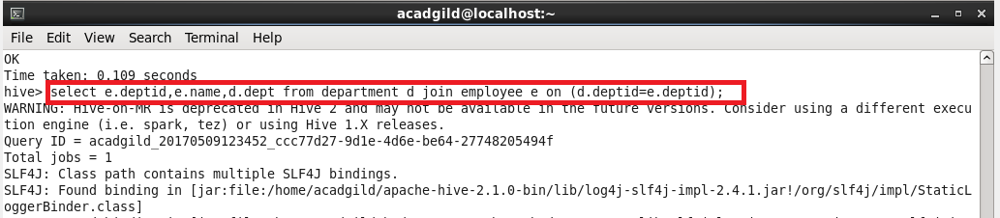 acadgild@localhost:~
File Edit View Search Terminal Help
OK
Time taken: 0.109 seconds
hive> select e.deptid,e.name,d.dept from department d join employee e on (d.deptid=e.deptid);
WARNING: Hive-on-MR is deprecated in Hive 2 and may not be available in the future versions. Consider using a different execu
tion engine (i.e. spark, tez) or using Hive 1.X releases.
Query ID = acadgild_20170509123452_ccc77d27-9d1e-4d6e-be64-27748205494f
Total jobs = 1
SLF4J: Class path contains multiple SLF4J bindings.
SLF4J: Found binding in [jar:file:/home/acadgild/apache-hive-2.1.0-bin/lib/log4j-slf4j-impl-2.4.1.jar!/org/slf4j/impl/StaticL
oggerBinder.class]